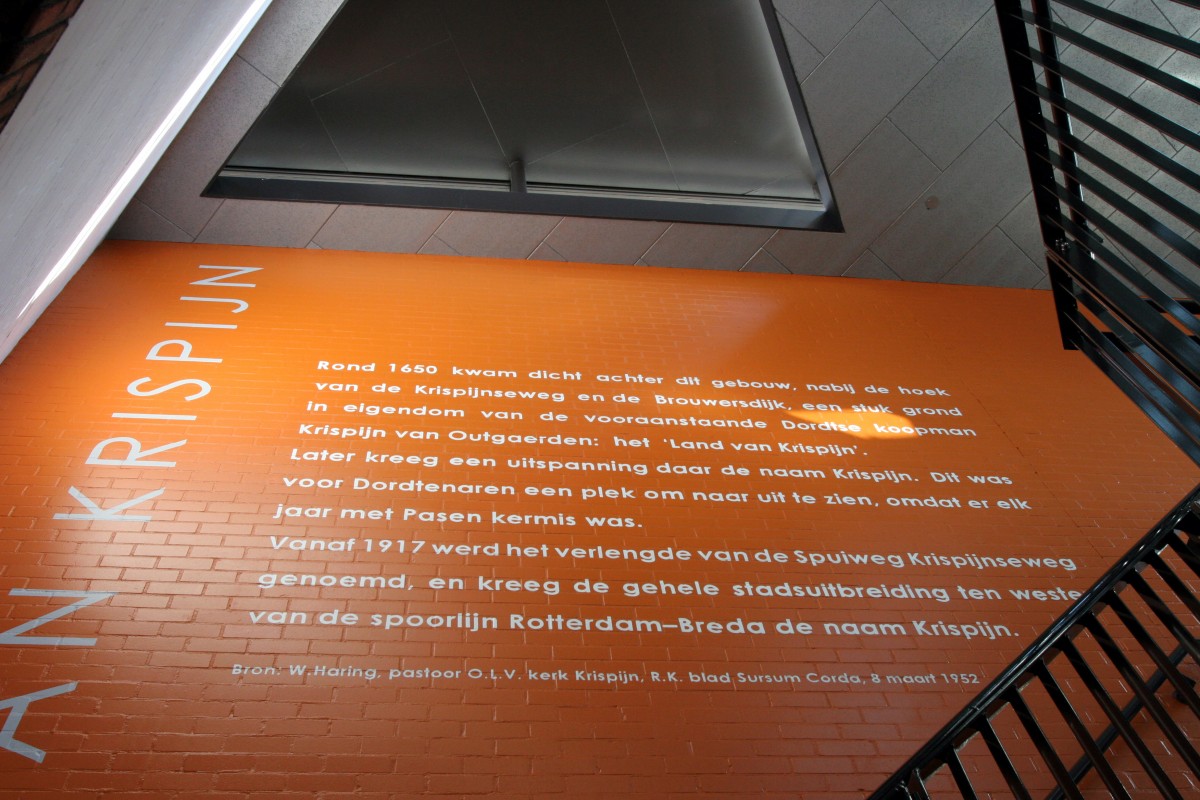 AN KRISPIJN
Rond 1650 kwam dicht achter dit gebouw, nabij de hoek
van de Krispijnseweg en de Brouwersdijk, een stuk grond
in eigendom van de vooraanstaande Dordtse koopman
Krispijn van Outgaerden: het 'Land van Krispijn'.
Later kreeg een uitspanning daar de naam Krispijn. Dit was
voor Dordtenaren een plek om naar uit te zien, omdat er elk
jaar met Pasen kermis was.
Vanaf 1917 werd het verlengde van de Spuiweg Krispijnseweg
genoemd, en kreeg de gehele stadsuitbreiding ten weste
van de spoorlijn Rotterdam–Breda de naam Krispijn.
Bron: W.Haring, pastoor O.L.V. kerk Krispijn, R.K. blad Sursum Corda, 8 maart 1952